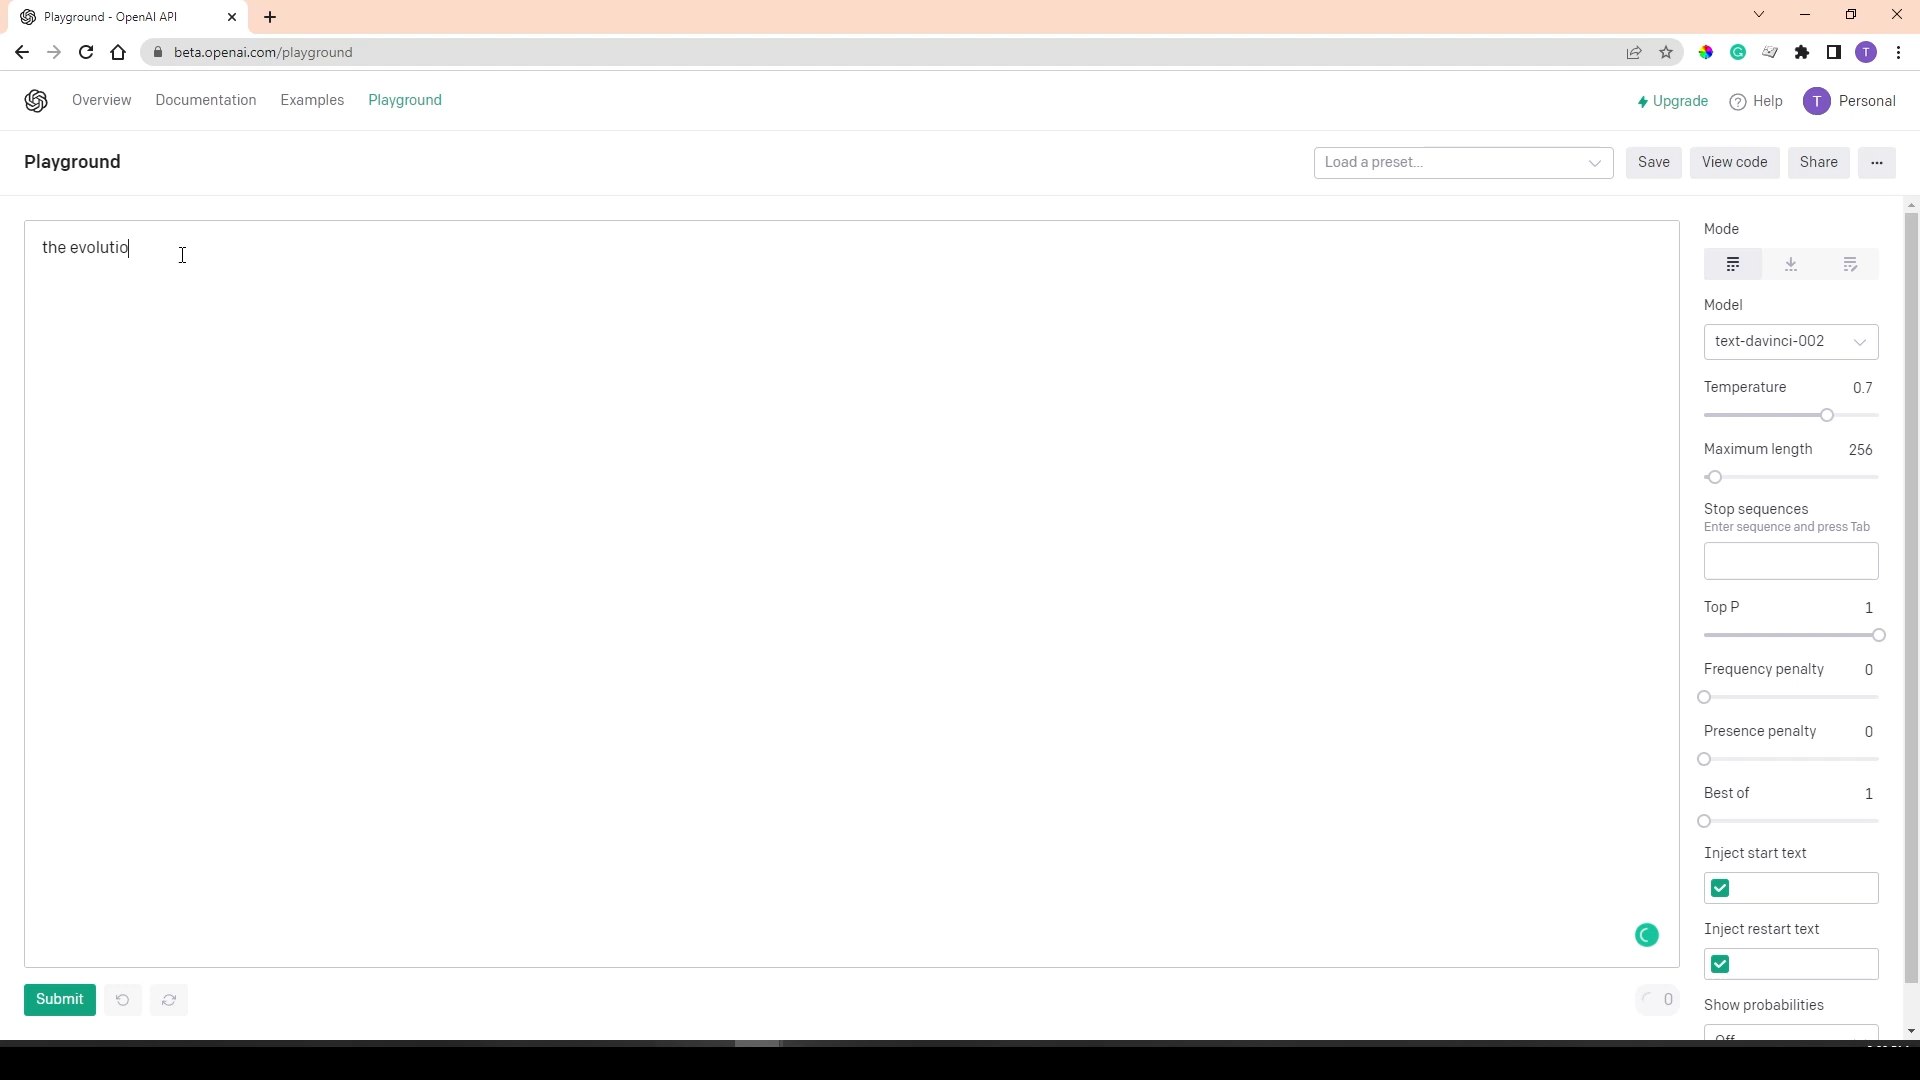 Playground - OpenAI API
beta.openai.com/playground
T
Overview Documentation Examples Playground
Upgrade ? Help T Personal
Playground
Load a preset... Save View code Share ...
the evolutio
Mode
Model
text-davinci-002
Temperature 0.7
Maximum length 256
Stop sequences
Enter sequence and press Tab
Top P 1
Frequency penalty 0
Presence penalty 0
Best of 1
Inject start text
Inject restart text
Submit 0
Show probabilities
Off